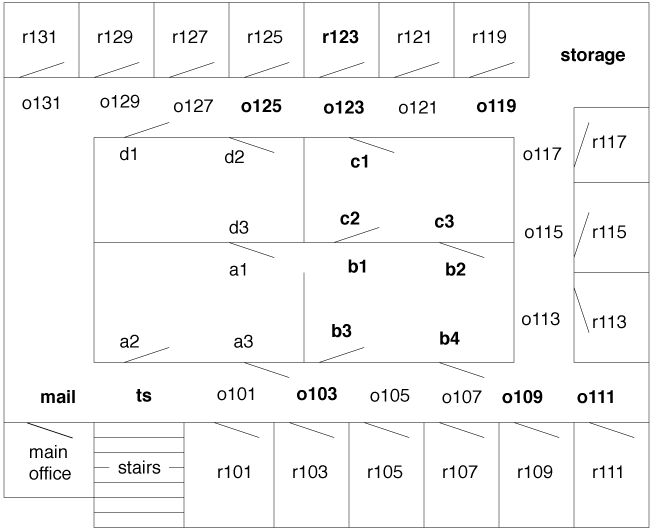 r131 r129 r127 r125 r123 r121 r119
storage
o131 o129 o127 o125 o123 o121 o119
r117
o117
d1 d2 c1
d3 c2 c3
o115 r115
a1 b1 b2
o113 r113
a2 a3 b3 b4
mail ts o101 o103 o105 o107 o109 o111
main
office
stairs r101 r103 r105 r107 r109 r111